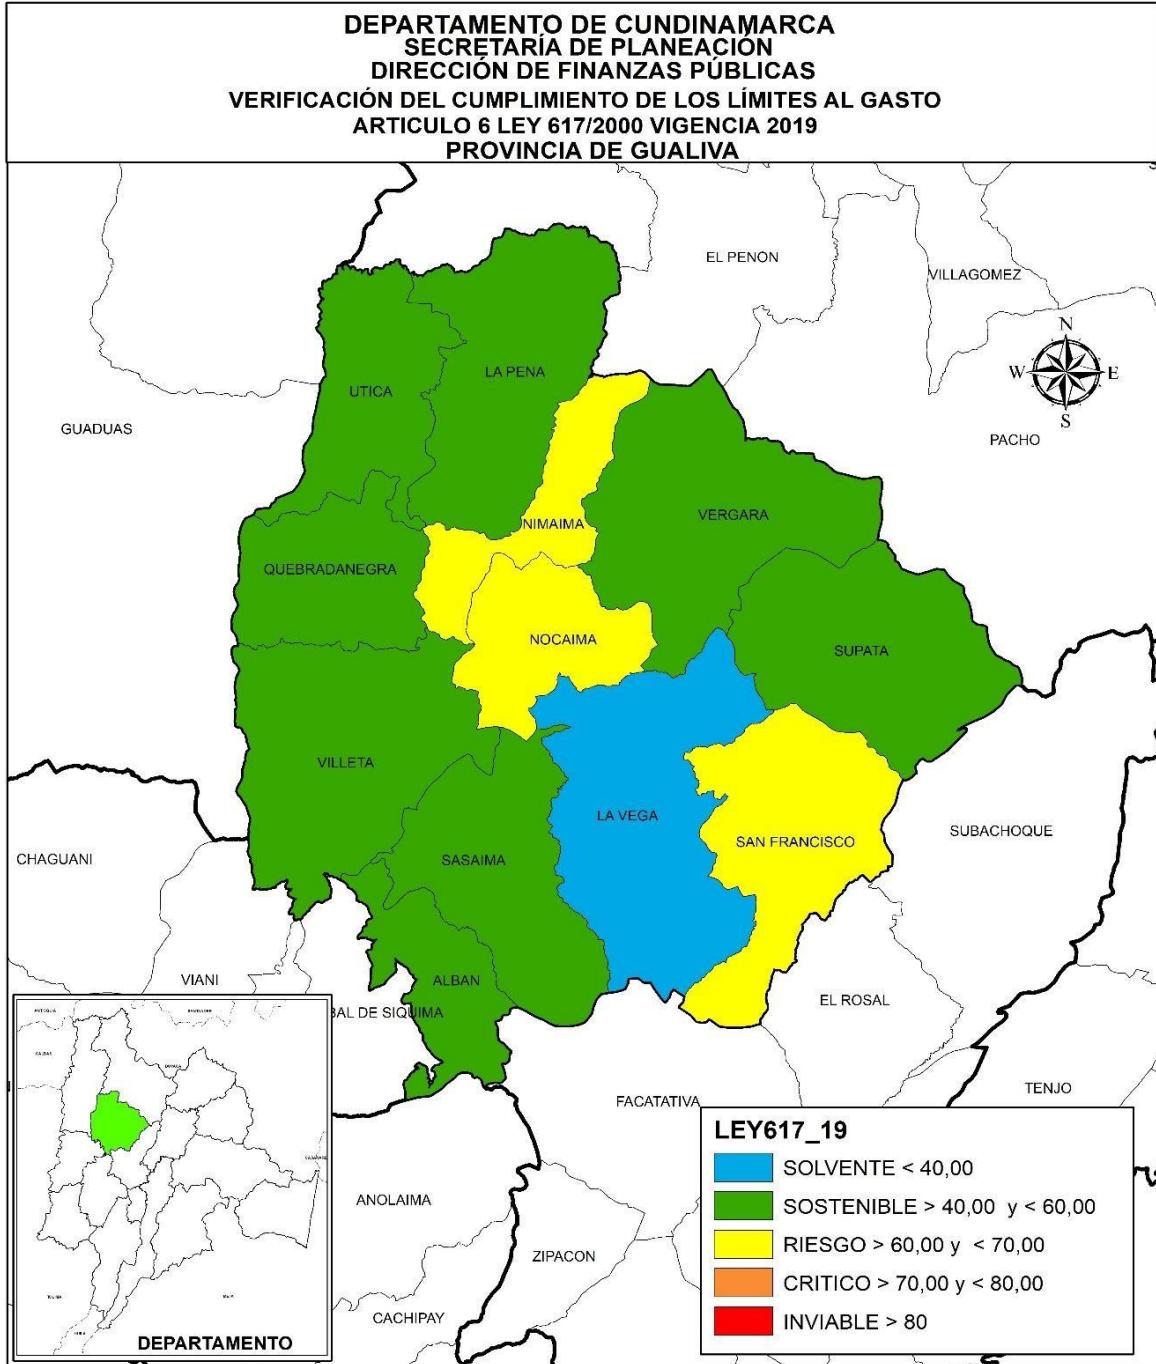 DEPARTAMENTO DE CUNDINAMARCA
SECRETARÍA DE PLANEACIÓN
DIRECCIÓN DE FINANZAS PÚBLICAS
VERIFICACIÓN DEL CUMPLIMIENTO DE LOS LÍMITES AL GASTO
ARTICULO 6 LEY 617/2000 VIGENCIA 2019
PROVINCIA DE GUALIVA
EL PENON
VILLAGOMEZ
N
W E
S
LA PENA
UTICA
GUADUAS
PACHO
VERGARA
NIMAIMA
QUEBRADANEGRA
NOCAIMA
SUPATA
VILLETA
LA VEGA
SUBACHOQUE
SAN FRANCISCO
CHAGUANI
SASAIMA
VIANI
ALBAN
EL ROSAL
BAL DE SIQUIMA
TENJO
FACATATIVA
ANOLAIMA
ZIPACON
CACHIPAY
DEPARTAMENTO
LEY617_19
SOLVENTE < 40,00
SOSTENIBLE > 40,00 y < 60,00
RIESGO > 60,00 y < 70,00
CRITICO > 70,00 y < 80,00
INVIABLE > 80